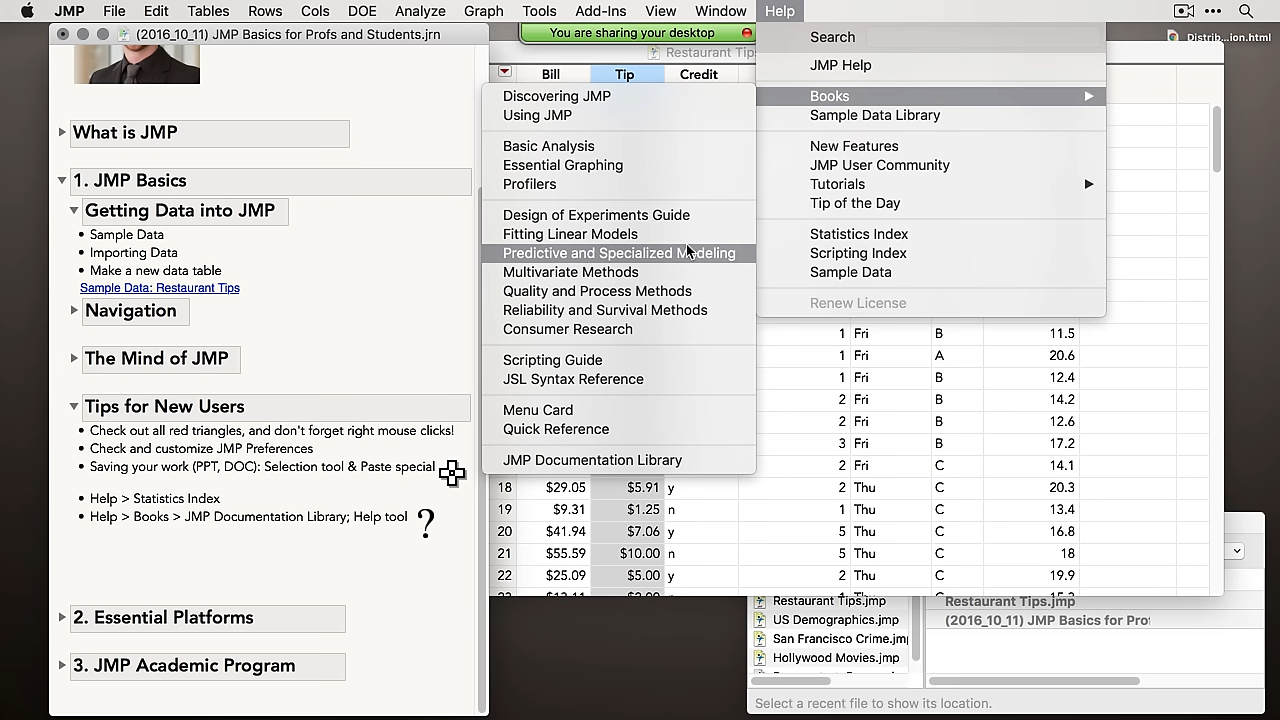 JMP File Edit Tables Rows Cols DOE Analyze Graph Tools Add-Ins View Window Help
(2016_10_11) JMP Basics for Profs and Students.jrn
What is JMP
1. JMP Basics
Getting Data into JMP
Sample Data
Importing Data
Make a new data table
Sample Data: Restaurant Tips
Navigation
The Mind of JMP
Tips for New Users
Check out all red triangles, and don't forget right mouse clicks!
Check and customize JMP Preferences
Saving your work (PPT, DOC): Selection tool & Paste special
Help > Statistics Index
Help > Books > JMP Documentation Library; Help tool ?
2. Essential Platforms
3. JMP Academic Program
You are sharing your desktop
Restaurant Tips
Bill Tip Credit
Discovering JMP
Using JMP
Basic Analysis
Essential Graphing
Profilers
Design of Experiments Guide
Fitting Linear Models
Predictive and Specialized Modeling
Multivariate Methods
Quality and Process Methods
Reliability and Survival Methods
Consumer Research
Scripting Guide
JSL Syntax Reference
Menu Card
Quick Reference
JMP Documentation Library
Search
JMP Help
Books
Sample Data Library
New Features
JMP User Community
Tutorials
Tip of the Day
Statistics Index
Scripting Index
Sample Data
Renew License
Distrib...ion.html
1 Fri B 11.5
1 Fri A 20.6
1 Fri B 12.4
2 Fri B 14.2
2 Fri B 12.6
3 Fri B 17.2
2 Fri C 14.1
18 $29.05 $5.91 y 2 Thu C 20.3
19 $9.31 $1.25 n 1 Thu C 13.4
20 $41.94 $7.06 y 5 Thu C 16.8
21 $55.59 $10.00 n 5 Thu C 18
22 $25.09 $5.00 y 2 Thu C 19.9
Restaurant Tips.jmp
US Demographics.jmp
San Francisco Crime.jmp
Hollywood Movies.jmp
Restaurant Tips.jmp
(2016_10_11) JMP Basics for Prof
Select a recent file to show its location.